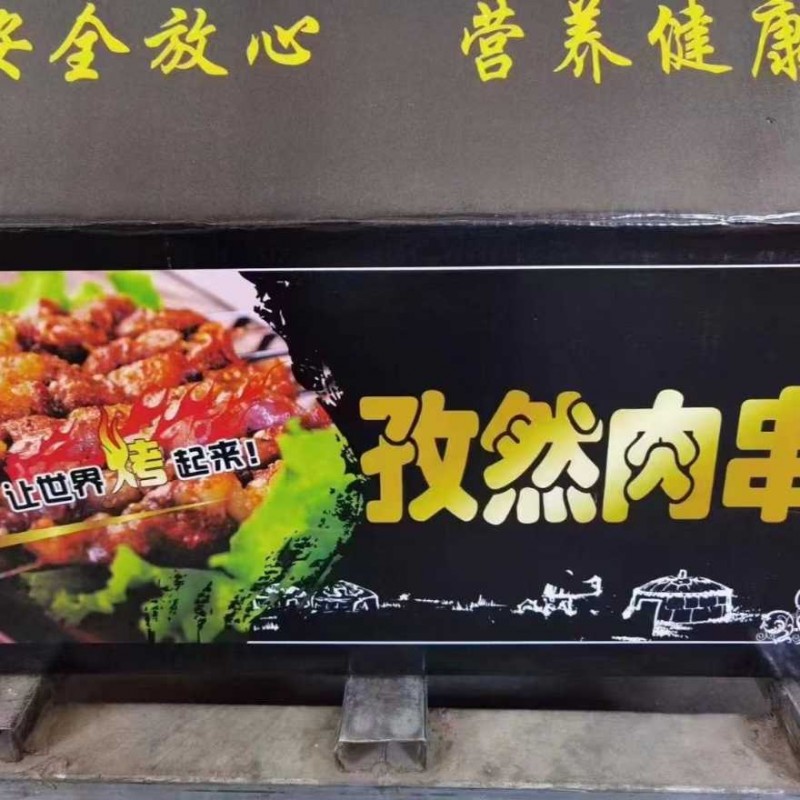 安全放心 营养健康
让世界烤起来!
孜然肉串